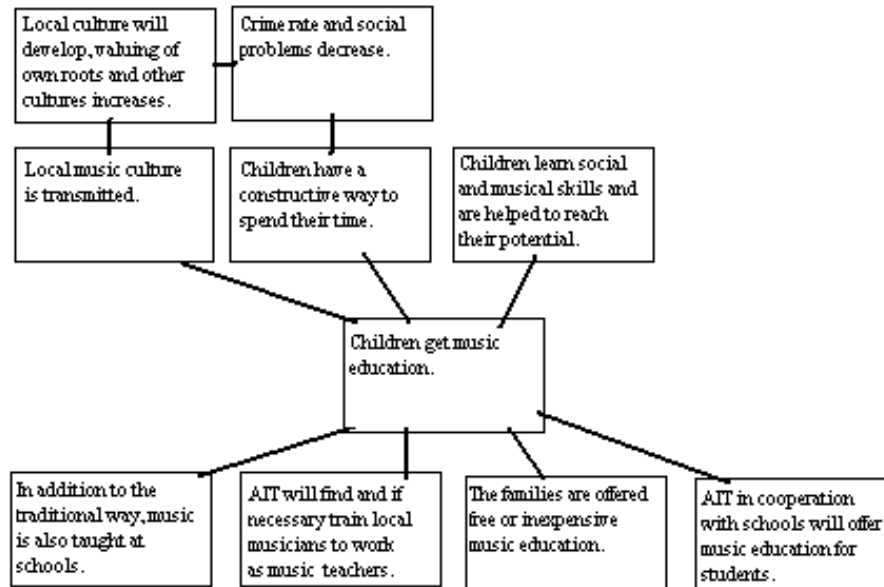 Local culture will
develop, valuing of
own roots and other
cultures increases.
Crime rate and social
problems decrease.
Local music culture
is transmitted.
Children have a
constructive way to
spend their time.
Children learn social
and musical skills and
are helped to reach
their potential.
Children get music
education.
In addition to the
traditional way, music
is also taught at
schools.
AIT will find and if
necessary train local
musicians to work
as music teachers.
The families are offered
free or inexpensive
music education.
AIT in cooperation
with schools will offer
music education for
students.